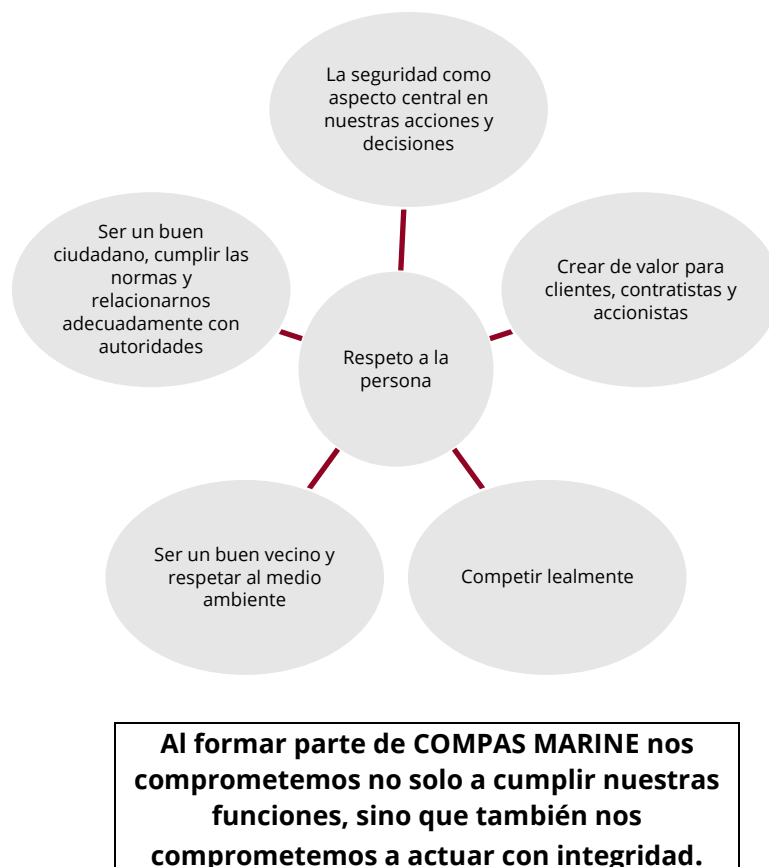 La seguridad como
aspecto central en
nuestras acciones y
decisiones
Ser un buen
ciudadano, cumplir las
normas y
relacionarnos
adecuadamente con
autoridades
Crear de valor para
clientes, contratistas y
accionistas
Respeto a la
persona
Ser un buen vecino y
respetar al medio
ambiente
Competir lealmente
Al formar parte de COMPAS MARINE nos
comprometemos no solo a cumplir nuestras
funciones, sino que también nos
comprometemos a actuar con integridad.